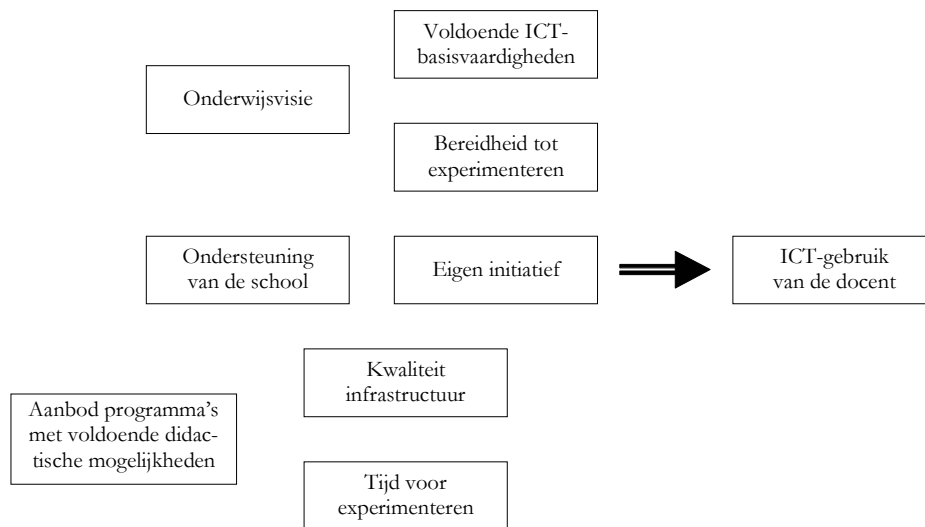 Voldoende ICT-
basisvaardigheden
Onderwijsvisie
Bereidheid tot
experimenteren
Ondersteuning
van de school
Eigen initiatief
ICT-gebruik
van de docent
Kwaliteit
infrastructuur
Aanbod programma's
met voldoende didac-
tische mogelijkheden
Tijd voor
experimenteren